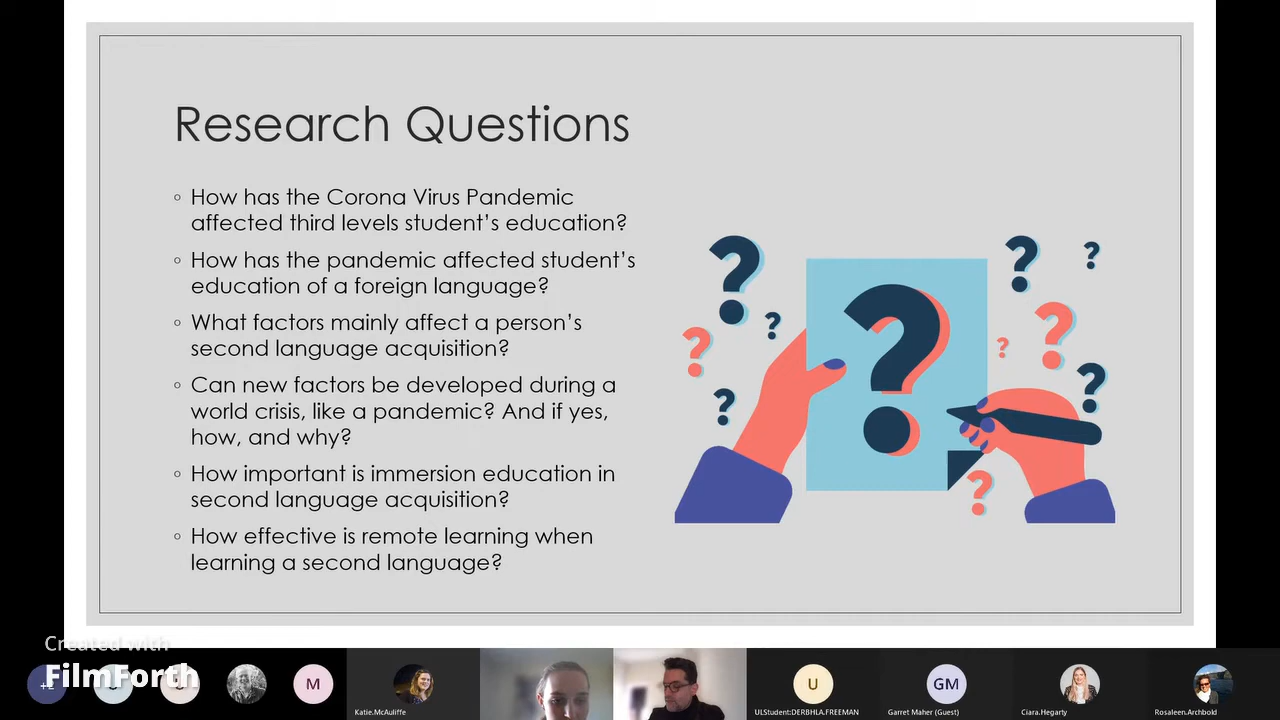 Research Questions
How has the Corona Virus Pandemic
affected third levels student's education?
How has the pandemic affected student's
education of a foreign language?
What factors mainly affect a person's
second language acquisition?
Can new factors be developed during a
world crisis, like a pandemic? And if yes,
how, and why?
How important is immersion education in
second language acquisition?
How effective is remote learning when
learning a second language?
Created with
FilmForth
M
U
GM
Katie.McAuliffe
ULStudent:DERBHLA.FREEMAN
Garret Maher (Guest)
Ciara.Hegarty
Rosaleen.Archbold